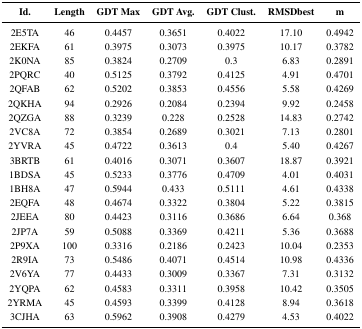 Id. Length GDT Max GDT Avg. GDT Clust. RMSDbest m
2E5TA 46 0.4457 0.3651 0.4022 17.10 0.4942
2EKFA 61 0.3975 0.3073 0.3975 10.17 0.3782
2K0NA 85 0.3824 0.2709 0.3 6.83 0.2891
2PQRC 40 0.5125 0.3792 0.4125 4.91 0.4701
2QFAB 62 0.5202 0.3853 0.4556 5.58 0.4269
2QKHA 94 0.2926 0.2084 0.2394 9.92 0.2458
2QZGA 88 0.3239 0.228 0.2528 14.83 0.2742
2VC8A 72 0.3854 0.2689 0.3021 7.13 0.2801
2YVRA 45 0.4722 0.3613 0.4 5.40 0.4267
3BRTB 61 0.4016 0.3071 0.3607 18.87 0.3921
1BDSA 45 0.5233 0.3776 0.4709 4.01 0.4031
1BH8A 47 0.5944 0.433 0.5111 4.61 0.4338
2EQFA 48 0.4674 0.3322 0.3804 5.22 0.3815
2JEEA 80 0.4423 0.3116 0.3686 6.64 0.368
2JP7A 59 0.5088 0.3369 0.4211 5.36 0.3688
2P9XA 100 0.3316 0.2186 0.2423 10.04 0.2353
2R9IA 73 0.5486 0.4071 0.4514 10.98 0.4336
2V6YA 77 0.4433 0.3009 0.3367 7.31 0.3132
2YQPA 62 0.4583 0.3311 0.3958 10.42 0.3505
2YRMA 45 0.4593 0.3399 0.4128 8.94 0.3618
3CJHA 63 0.5962 0.3908 0.4279 4.53 0.4022